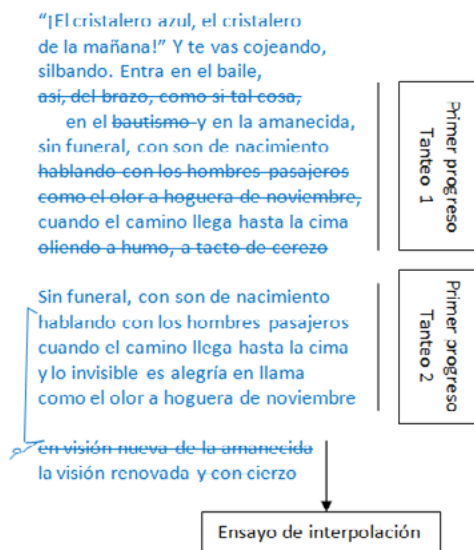 “¡El cristalero azul, el cristalero
de la mañana!” Y te vas cojeando,
silbando. Entra en el baile,
así, del brazo, como si tal cosa,
en el bautismo y en la amanecida,
sin funeral, con son de nacimiento
hablando con los hombres pasajeros
como el olor a hoguera de noviembre,
cuando el camino llega hasta la cima
oliendo a humo, a tacto de cerezo
Primer progreso
Tanteo 1
Sin funeral, con son de nacimiento
hablando con los hombres pasajeros
cuando el camino llega hasta la cima
y lo invisible es alegría en llama
como el olor a hoguera de noviembre
Primer progreso
Tanteo 2
en visión nueva de la amanecida
la visión renovada y con cierzo
Ensayo de interpolación